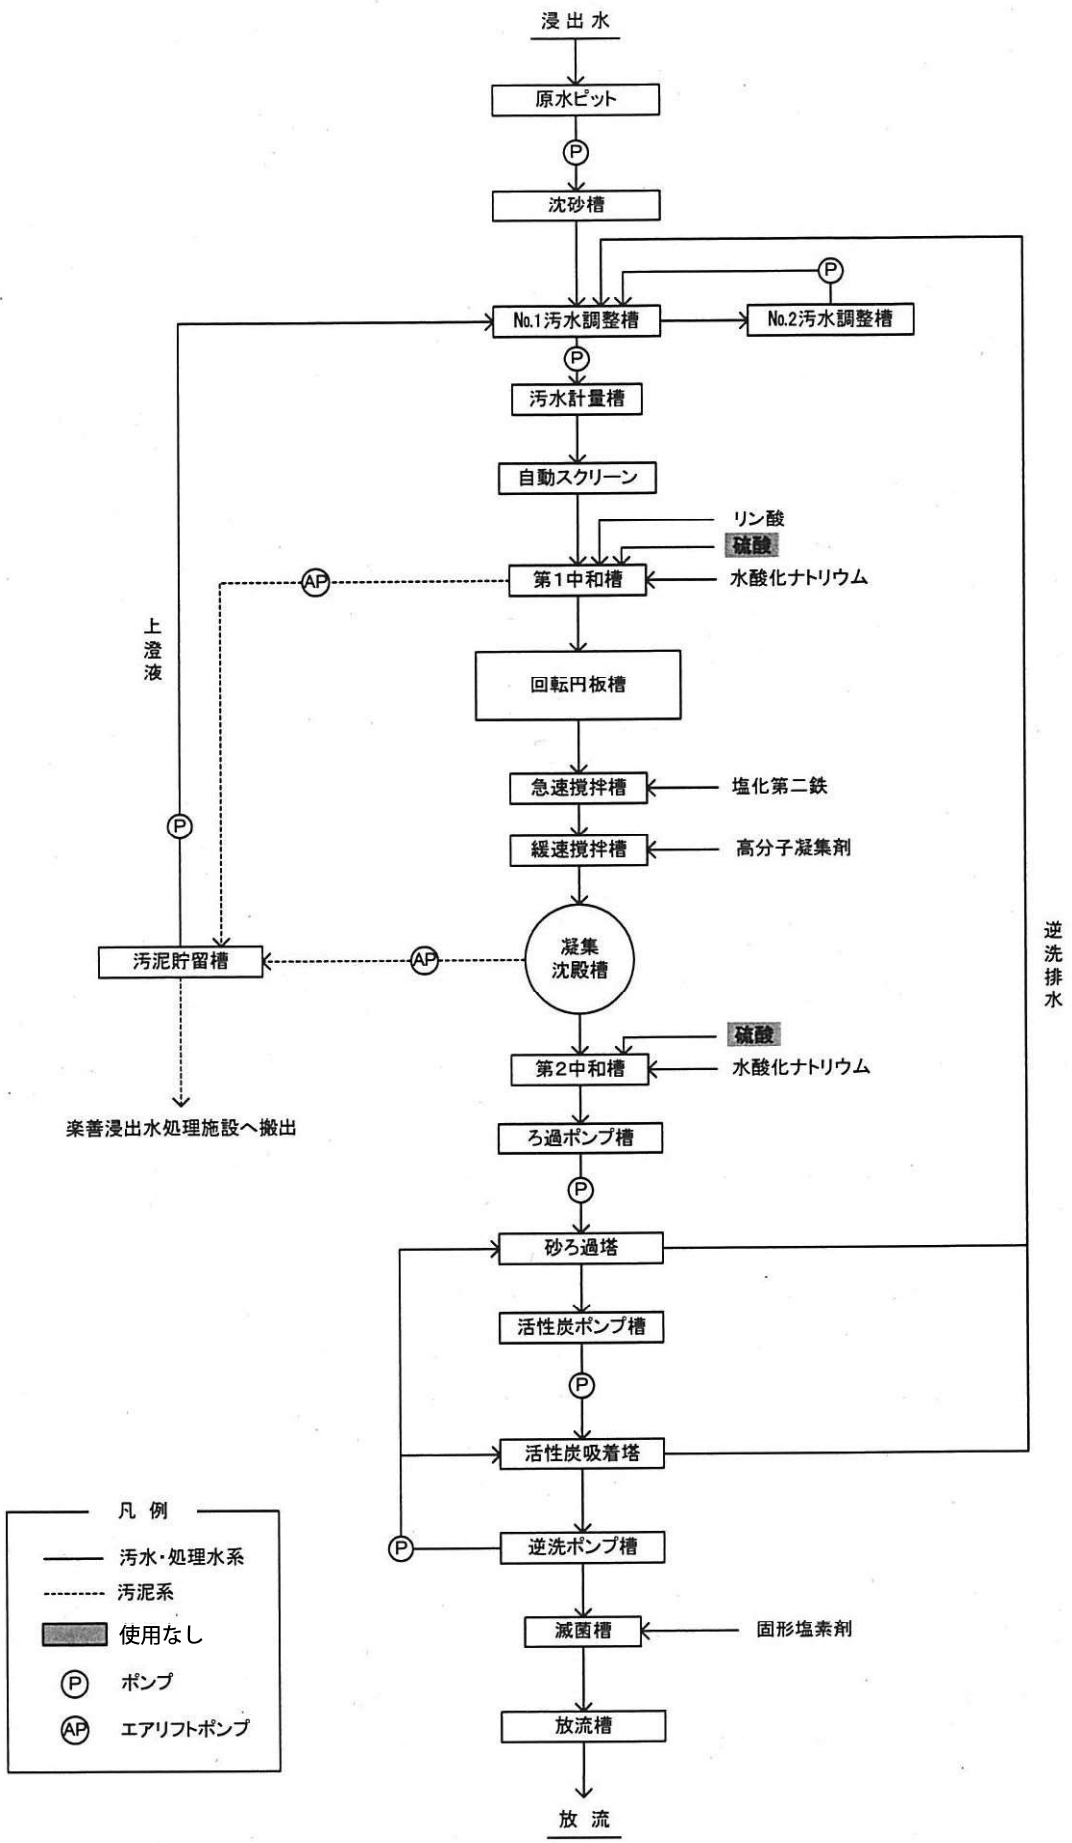 浸出水
原水ピット
P
沈砂槽
P
No.1汚水調整槽
No.2汚水調整槽
P
汚水計量槽
自動スクリーン
リン酸
硫酸
第1中和槽
水酸化ナトリウム
AP
上澄液
回転円板槽
急速撹拌槽
塩化第二鉄
P
緩速撹拌槽
高分子凝集剤
逆洗排水
凝集
沈殿槽
AP
汚泥貯留槽
硫酸
第2中和槽
水酸化ナトリウム
楽善浸出水処理施設へ搬出
ろ過ポンプ槽
P
砂ろ過塔
活性炭ポンプ槽
P
活性炭吸着塔
逆洗ポンプ槽
P
滅菌槽
固形塩素剤
放流槽
放流
凡例
汚水・処理水系
汚泥系
使用なし
P ポンプ
AP エアリフトポンプ